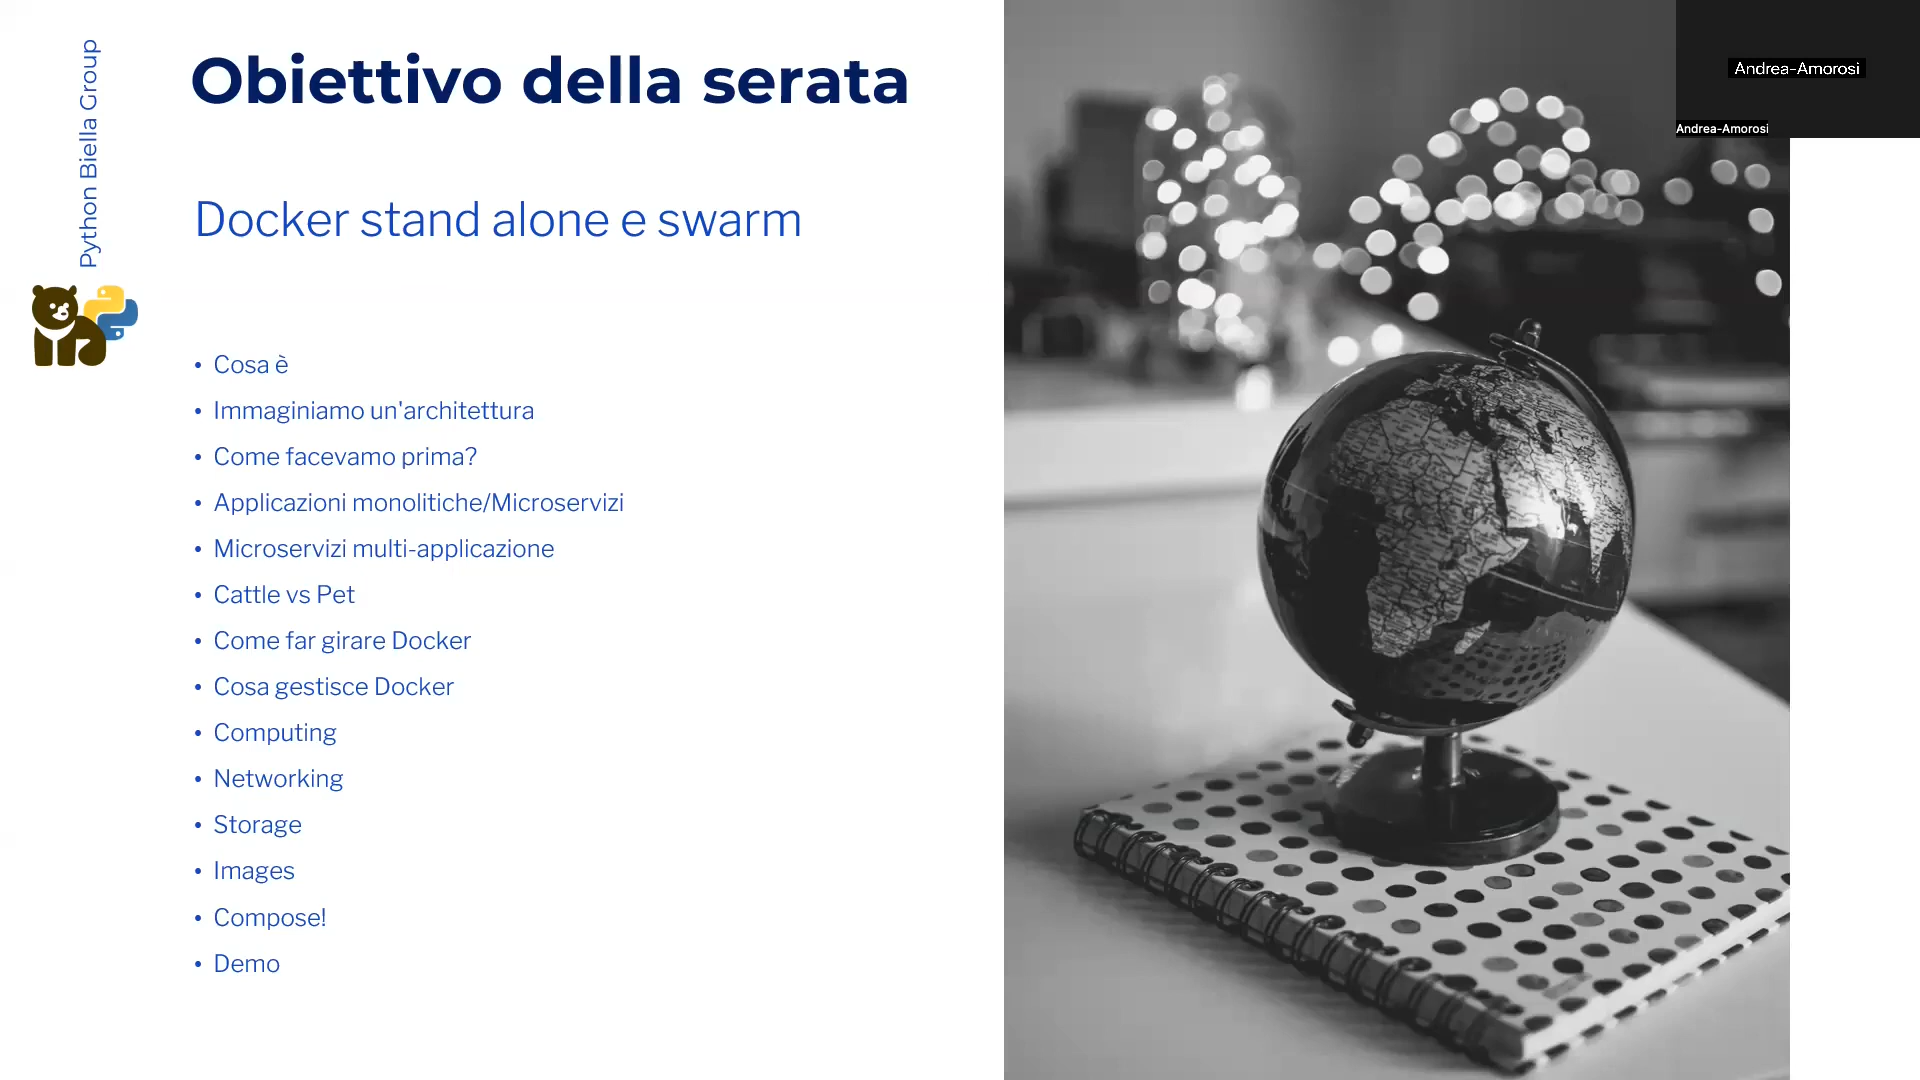 Python Biella Group
Obiettivo della serata
Docker stand alone e swarm
• Cosa è
• Immaginiamo un'architettura
• Come facevamo prima?
• Applicazioni monolitiche/Microservizi
• Microservizi multi-applicazione
• Cattle vs Pet
• Come far girare Docker
• Cosa gestisce Docker
• Computing
• Networking
• Storage
• Images
• Compose!
• Demo
Andrea-Amorosi
Andrea-Amorosi